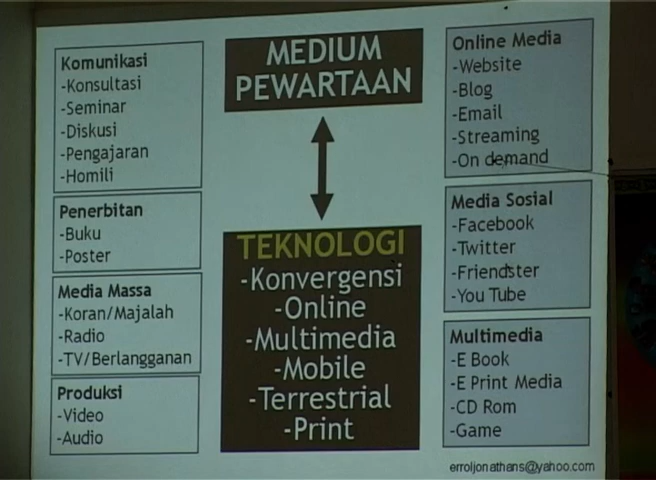 Komunikasi
-Konsultasi
-Seminar
-Diskusi
-Pengajaran
-Homili
Penerbitan
-Buku
-Poster
Media Massa
-Koran/Majalah
-Radio
-TV/Berlangganan
Produksi
-Video
-Audio
MEDIUM
PEWARTAAN
TEKNOLOGI
-Konvergensi
-Online
-Multimedia
-Mobile
-Terrestrial
-Print
Online Media
-Website
-Blog
-Email
-Streaming
-On demand
Media Sosial
-Facebook
-Twitter
-Friendster
-You Tube
Multimedia
-E Book
-E Print Media
-CD Rom
-Game
erroljonathans@yahoo.com